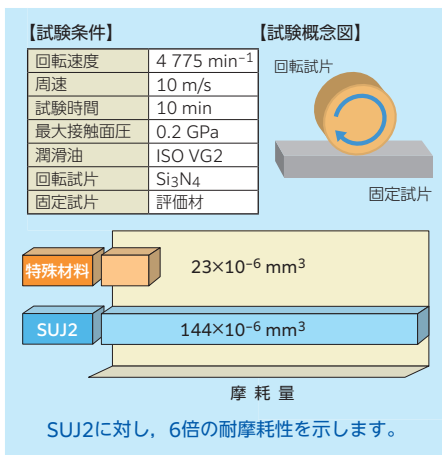 【試験条件】
【試験概念図】
回転速度 4 775 min⁻¹
周速 10 m/s
試験時間 10 min
最大接触面圧 0.2 GPa
潤滑油 ISO VG2
回転試片 Si₃N₄
固定試片 評価材
回転試片
固定試片
特殊材料 23×10⁻⁶ mm³
SUJ2 144×10⁻⁶ mm³
摩 耗 量
SUJ2に対し，6倍の耐摩耗性を示します。